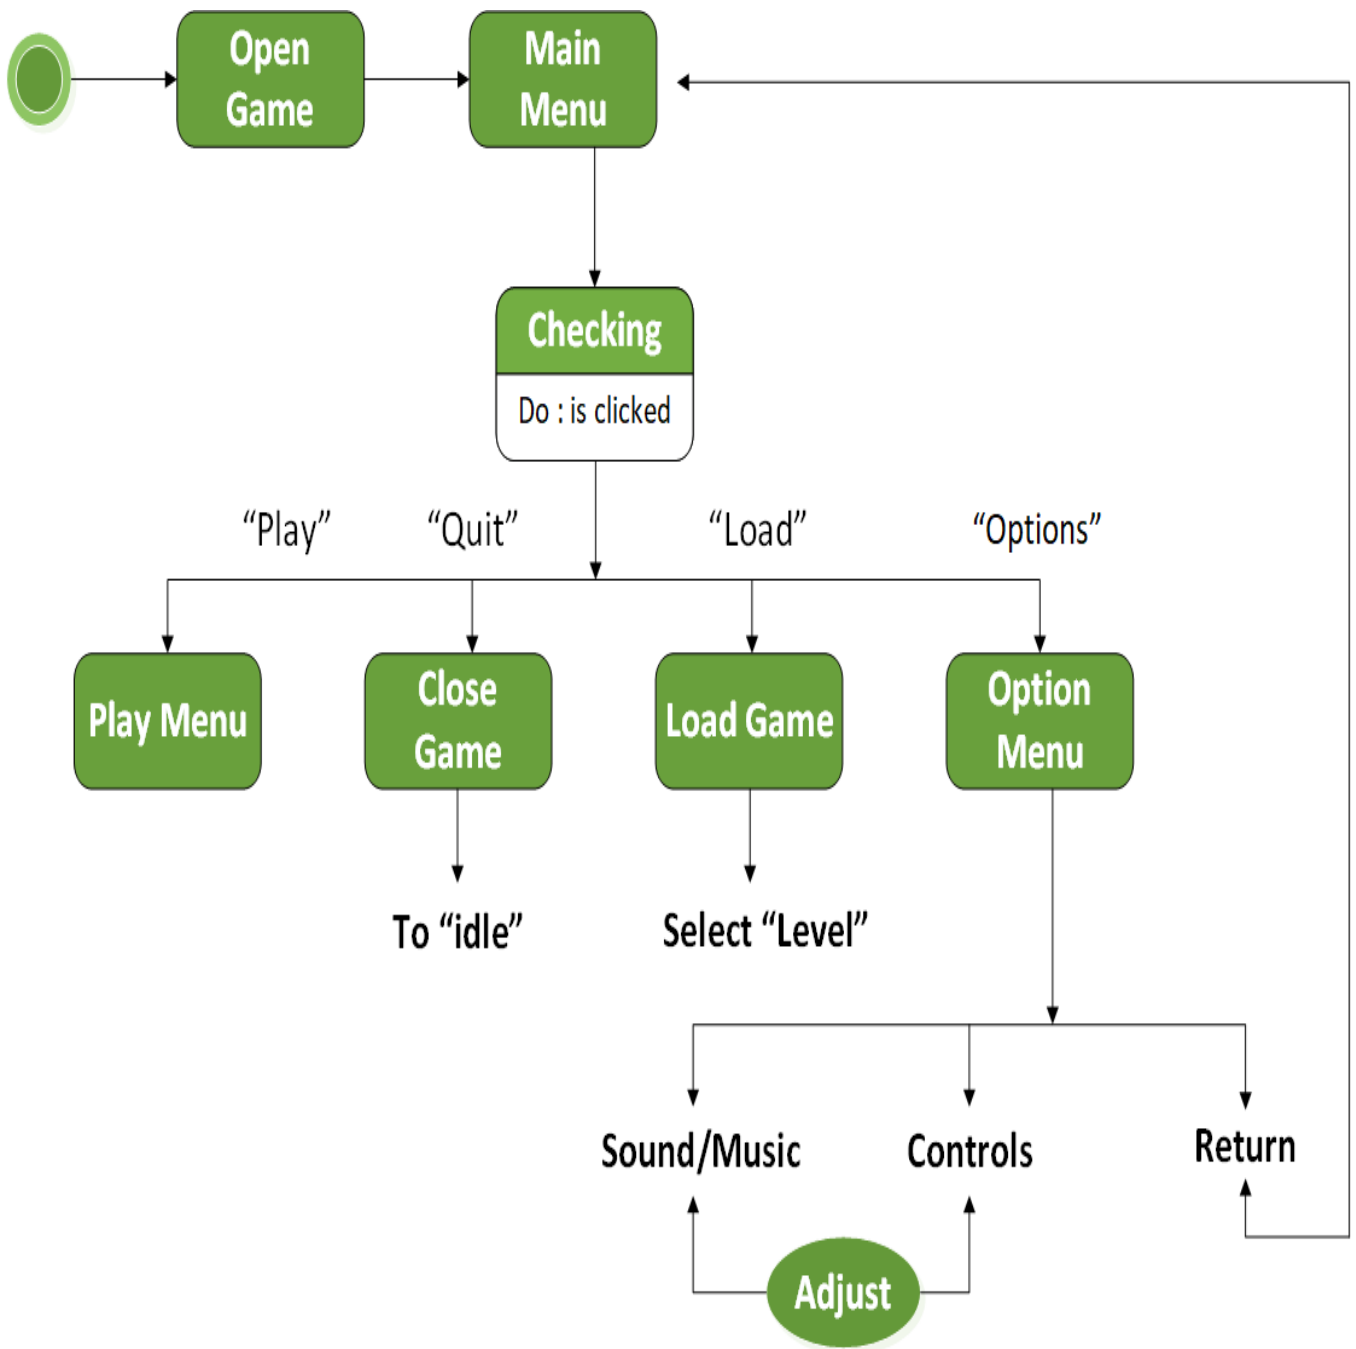 Open
Game
Main
Menu
Checking
Do : is clicked
“Play”
“Quit”
“Load”
“Options”
Play Menu
Close
Game
Load Game
Option
Menu
To “idle”
Select “Level”
Sound/Music
Controls
Return
Adjust